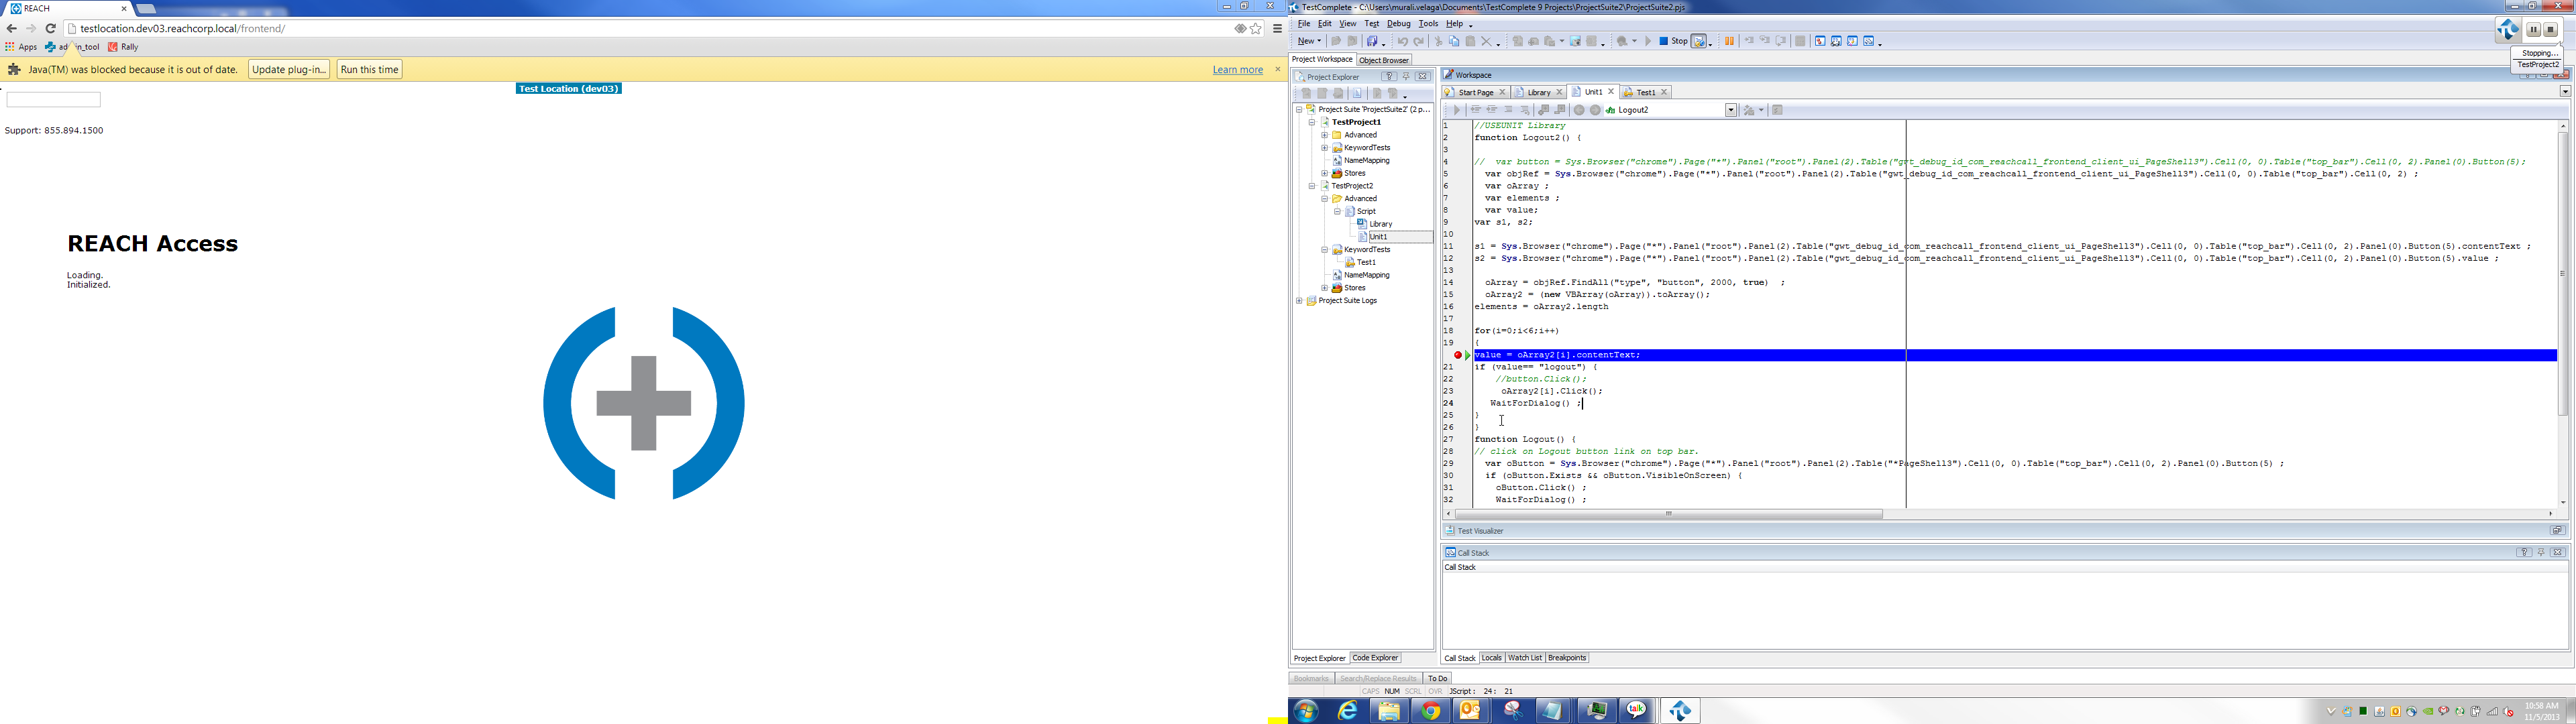 REACH
testlocation.dev03.reachcorp.local/frontend/
Apps
Rally
Java(TM) was blocked because it is out of date.
Update plug-in...
Run this time
Learn more
Test Location (dev03)
Support: 855.894.1500
REACH Access
Loading.
Initialized.
TestComplete - C:\Users\murali.velaga\Documents\TestComplete 9 Projects\ProjectSuite2\ProjectSuite2.pjs
File Edit View Test Debug Tools Help
New
Stop
Stopping...
TestProject2
Project Workspace Object Browser
Project Explorer
Project Suite 'ProjectSuite2' (2 p...
TestProject1
Advanced
KeywordTests
NameMapping
Stores
TestProject2
Advanced
Script
Library
Unit1
KeywordTests
Test1
NameMapping
Stores
Project Suite Logs
Project Explorer Code Explorer
Workspace
Start Page Library Unit1 Test1
Logout2
1 //USEUNIT Library
2 function Logout2() {
3
4 // var button = Sys.Browser("chrome").Page("*").Panel("root").Panel(2).Table("gwt_debug_id_com_reachcall_frontend_client_ui_PageShell3").Cell(0, 0).Table("top_bar").Cell(0, 2).Panel(0).Button(5);
5 var objRef = Sys.Browser("chrome").Page("*").Panel("root").Panel(2).Table("gwt_debug_id_com_reachcall_frontend_client_ui_PageShell3").Cell(0, 0).Table("top_bar").Cell(0, 2) ;
6 var oArray ;
7 var elements ;
8 var value;
9 var s1, s2;
10
11 s1 = Sys.Browser("chrome").Page("*").Panel("root").Panel(2).Table("gwt_debug_id_com_reachcall_frontend_client_ui_PageShell3").Cell(0, 0).Table("top_bar").Cell(0, 2).Panel(0).Button(5).contentText ;
12 s2 = Sys.Browser("chrome").Page("*").Panel("root").Panel(2).Table("gwt_debug_id_com_reachcall_frontend_client_ui_PageShell3").Cell(0, 0).Table("top_bar").Cell(0, 2).Panel(0).Button(5).value ;
13
14 oArray = objRef.FindAll("type", "button", 2000, true) ;
15 oArray2 = (new VBArray(oArray)).toArray();
16 elements = oArray2.length
17
18 for(i=0;i<6;i++)
19 {
value = oArray2[i].contentText;
21 if (value== "logout") {
22 //button.Click();
23 oArray2[i].Click();
24 WaitForDialog() ;
25 }
26 }
27 function Logout() {
28 // click on Logout button link on top bar.
29 var oButton = Sys.Browser("chrome").Page("*").Panel("root").Panel(2).Table("*PageShell3").Cell(0, 0).Table("top_bar").Cell(0, 2).Panel(0).Button(5) ;
30 if (oButton.Exists && oButton.VisibleOnScreen) {
31 oButton.Click() ;
32 WaitForDialog() ;
Test Visualizer
Call Stack
Call Stack
Call Stack Locals Watch List Breakpoints
Bookmarks Search/Replace Results To Do
CAPS NUM SCRL OVR JScript: 24: 21
talk
10:58 AM
11/5/2013